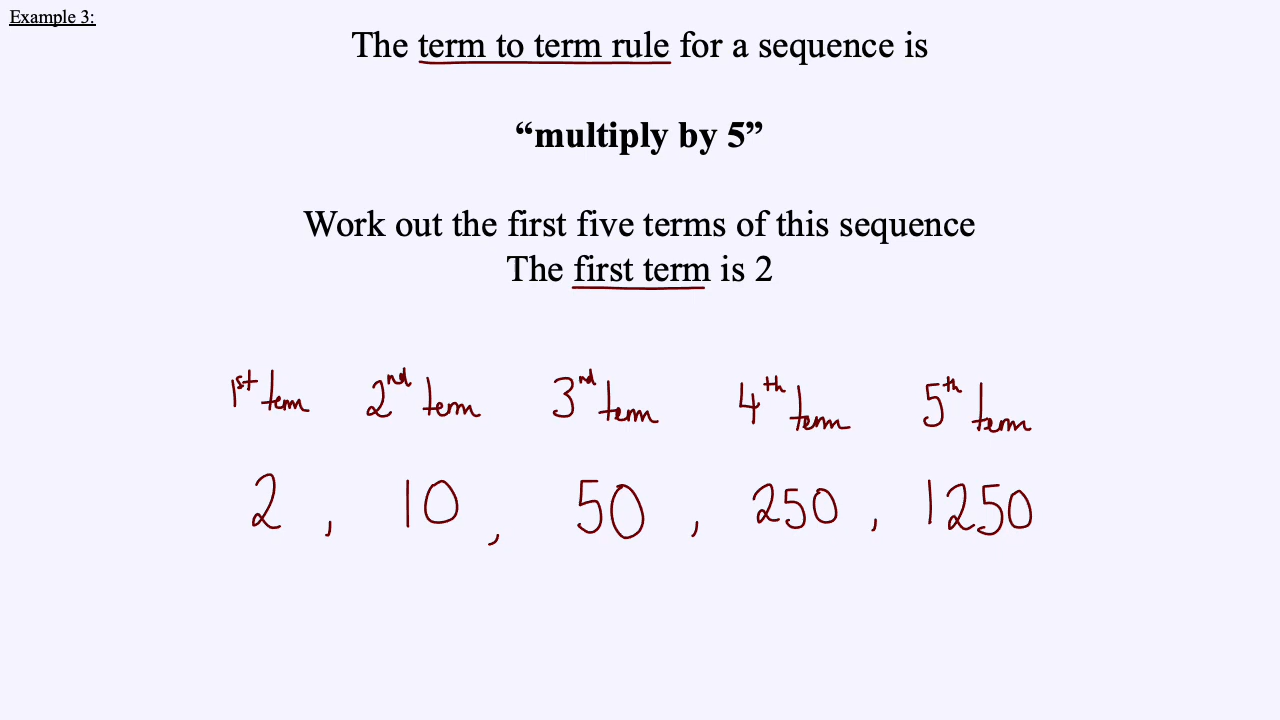 Example 3:
The term to term rule for a sequence is
“multiply by 5”
Work out the first five terms of this sequence
The first term is 2
1st term 2nd term 3rd term 4th term 5th term
2 , 10 , 50 , 250 , 1250